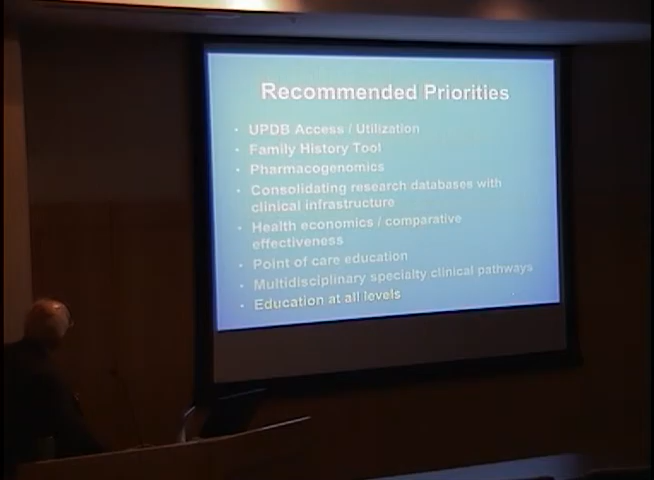 Recommended Priorities
• UPDB Access / Utilization
• Family History Tool
• Pharmacogenomics
• Consolidating research databases with
clinical infrastructure
• Health economics / comparative
effectiveness
• Point of care education
• Multidisciplinary specialty clinical pathways
• Education at all levels